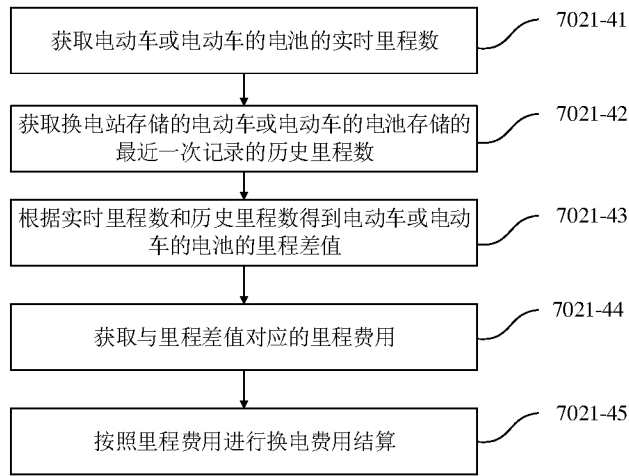 获取电动车或电动车的电池的实时里程数
7021-41
获取换电站存储的电动车或电动车的电池存储的
最近一次记录的历史里程数
7021-42
根据实时里程数和历史里程数得到电动车或电动
车的电池的里程差值
7021-43
获取与里程差值对应的里程费用
7021-44
按照里程费用进行换电费用结算
7021-45